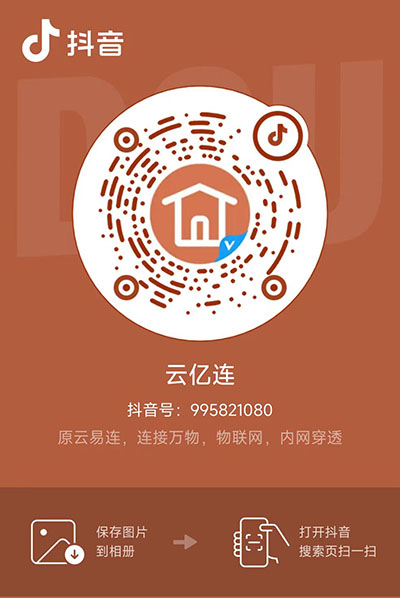 抖音
DOU
云亿连
抖音号：995821080
原云易连，连接万物，物联网，内网穿透
保存图片
到相册
打开抖音
搜索页扫一扫